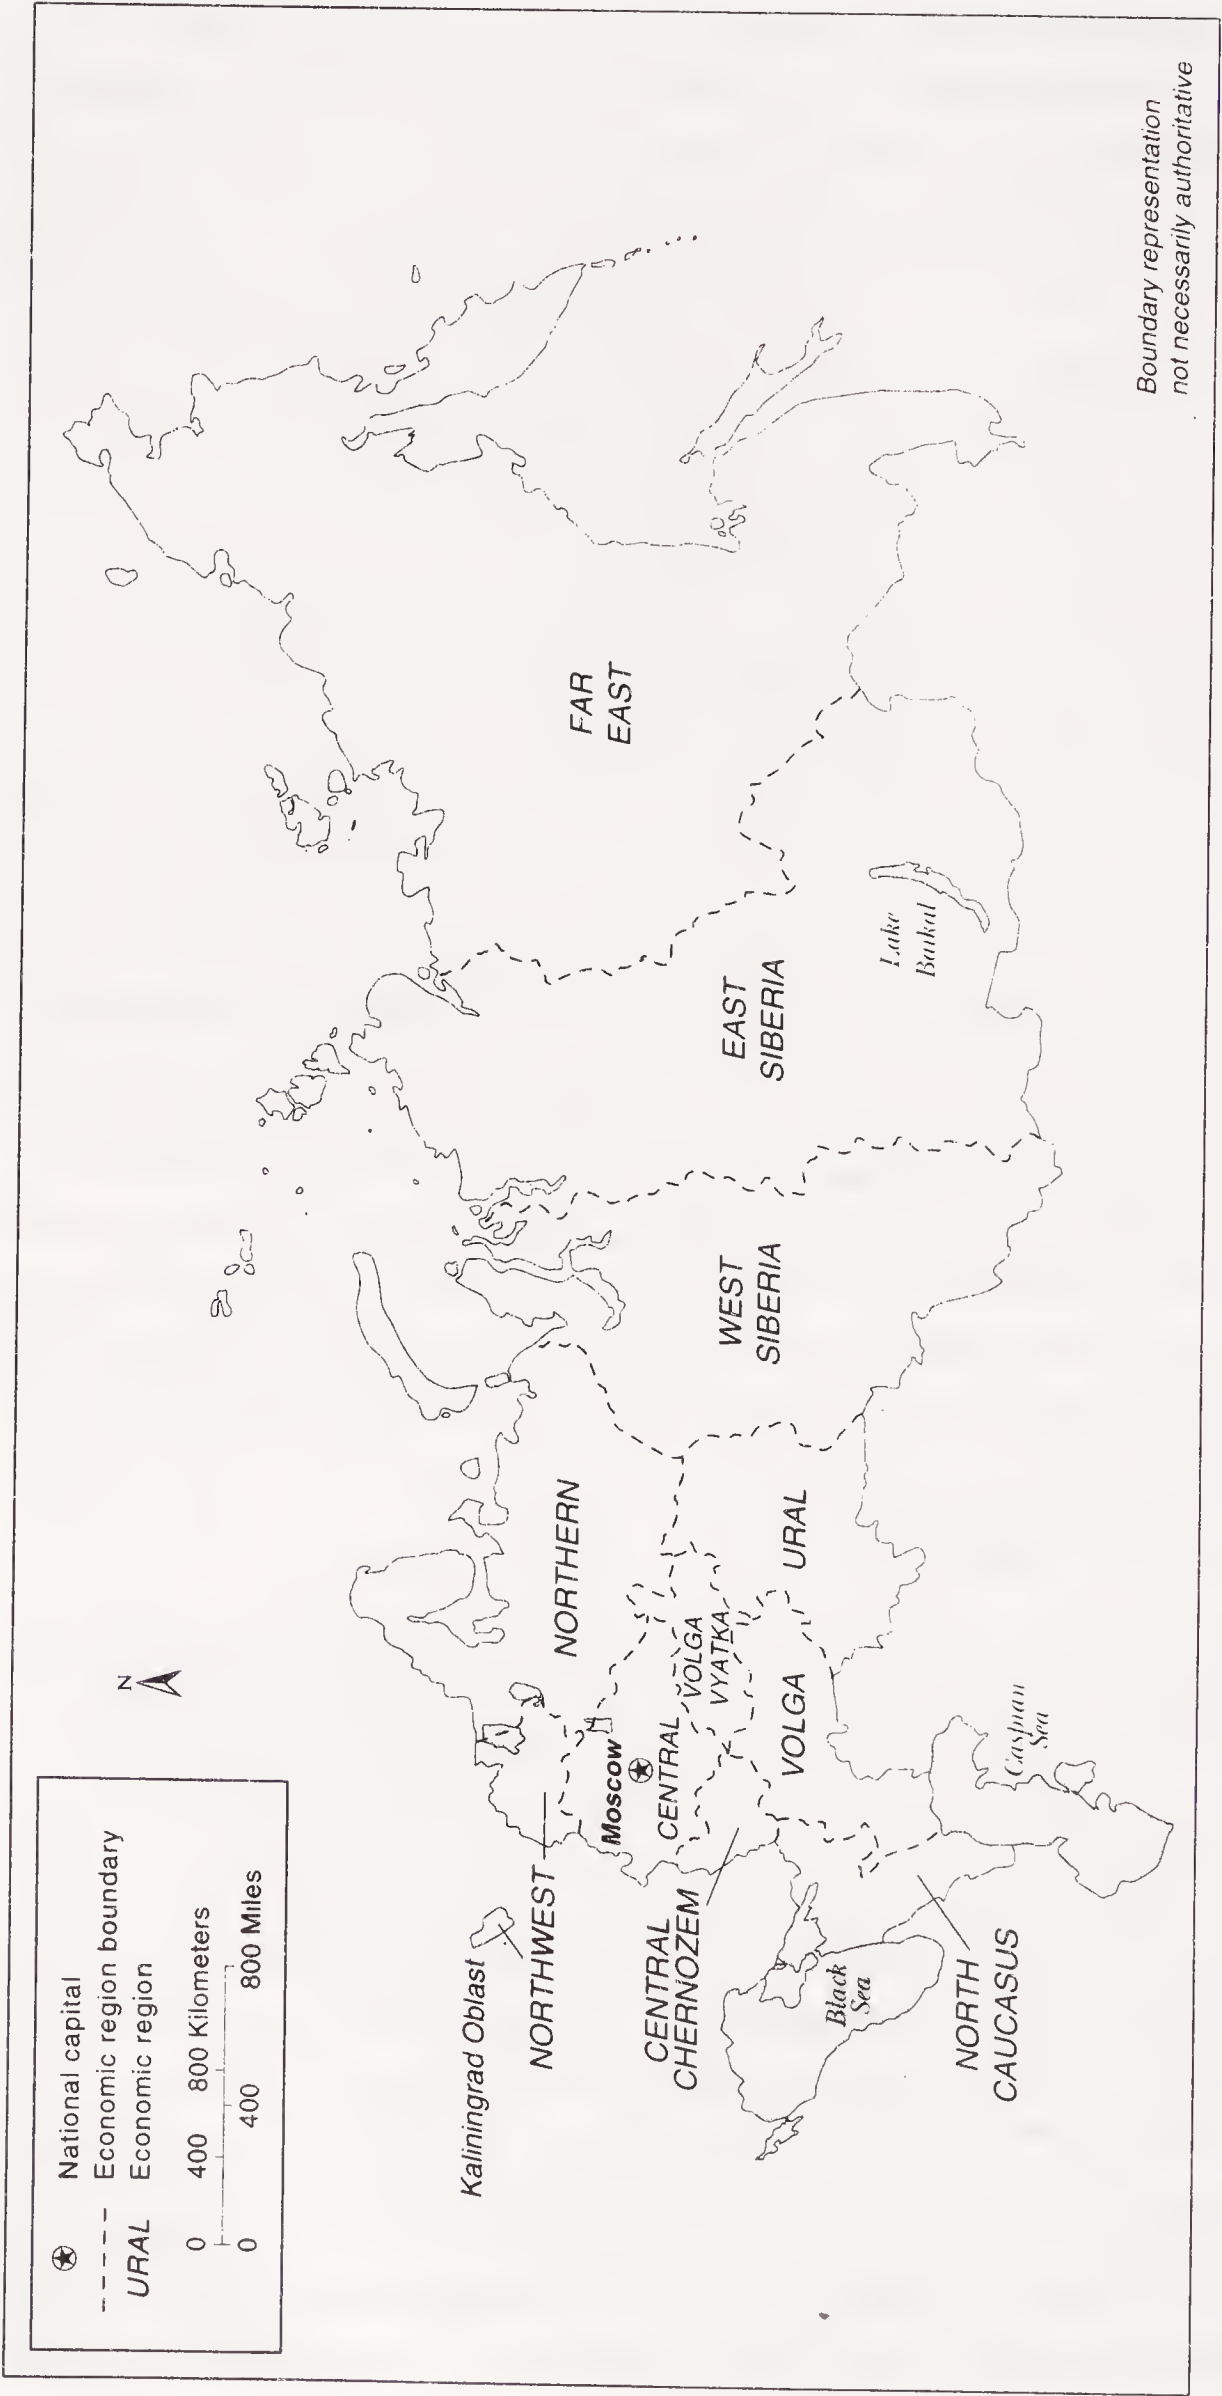 National capital
Economic region boundary
URAL Economic region
0 400 800 Kilometers
0 400 800 Miles
N
Kaliningrad Oblast
NORTHWEST
CENTRAL
CHERNOZEM
NORTH
CAUCASUS
Black
Sea
Caspian
Sea
Moscow
CENTRAL
VOLGA
VYATKA
VOLGA
NORTHERN
URAL
WEST
SIBERIA
EAST
SIBERIA
Lake
Baikal
FAR
EAST
Boundary representation
not necessarily authoritative